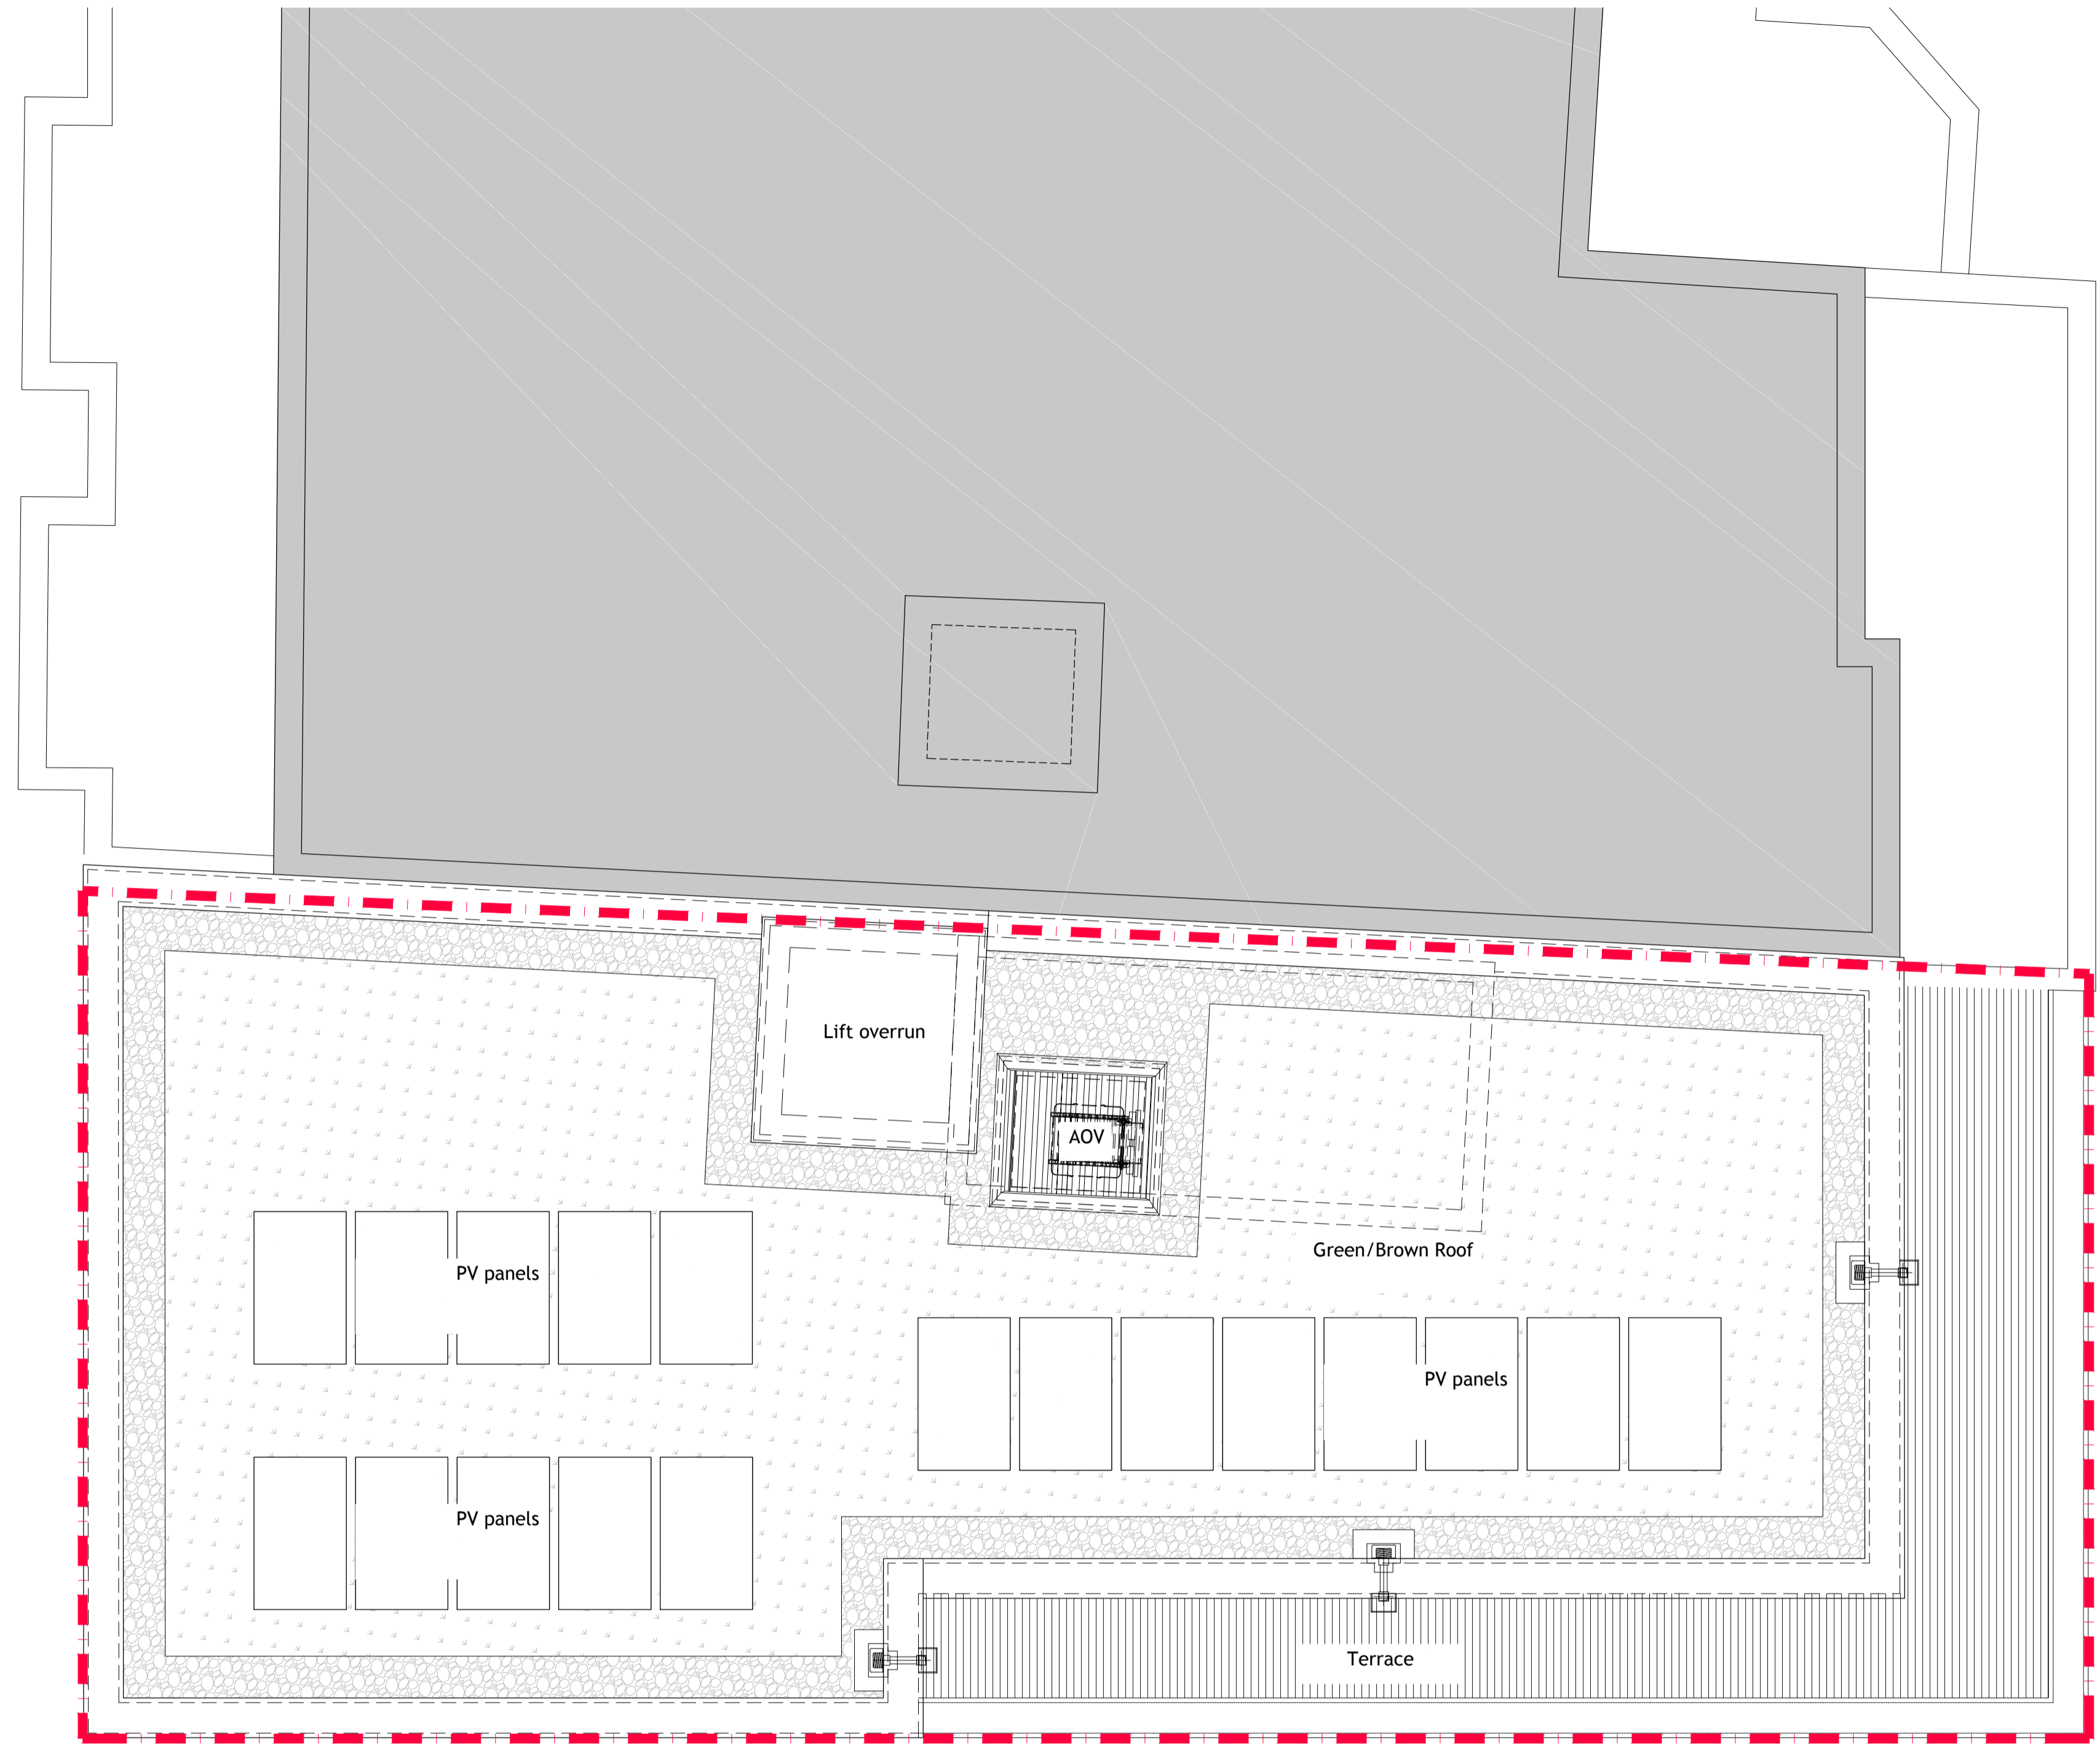 Lift overrun
AOV
Green/Brown Roof
PV panels
PV panels
PV panels
Terrace